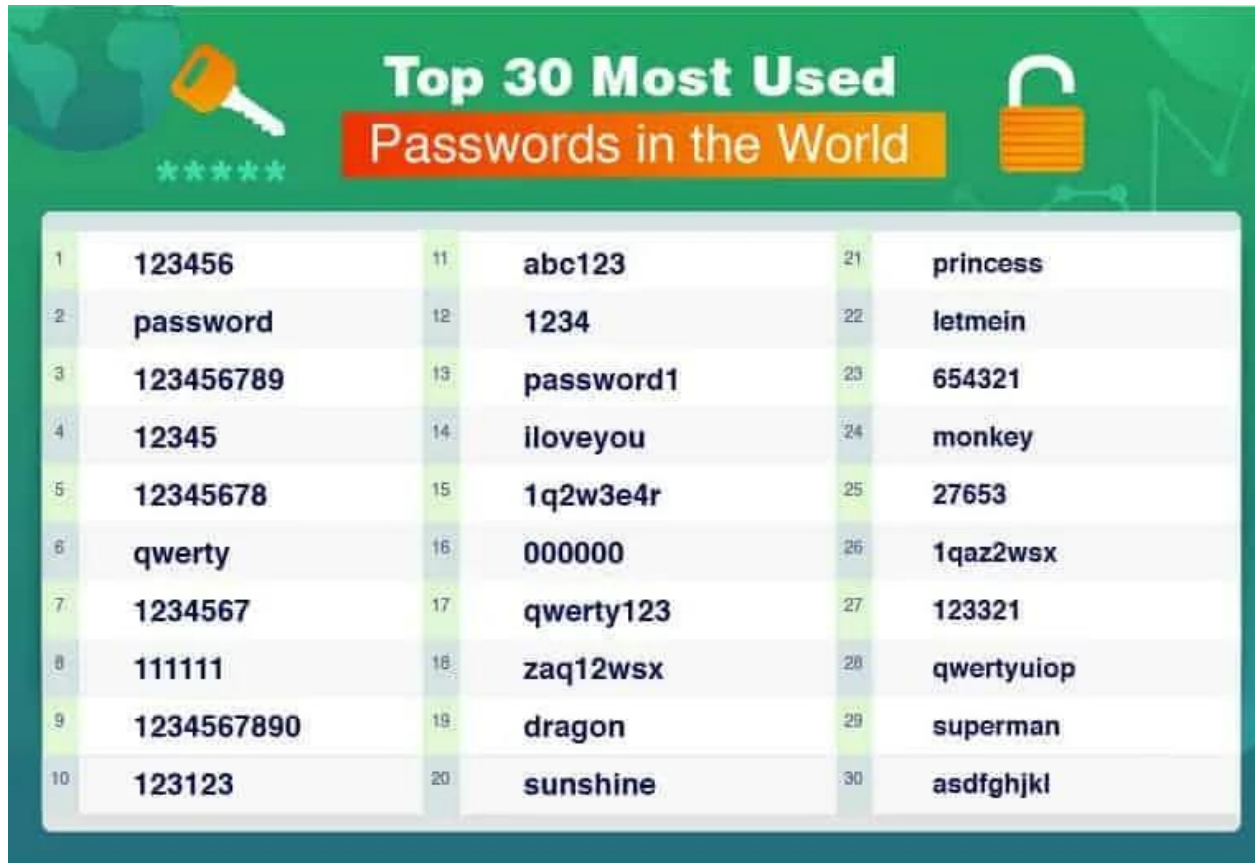 Top 30 Most Used
Passwords in the World
*****
1 123456
2 password
3 123456789
4 12345
5 12345678
6 qwerty
7 1234567
8 111111
9 1234567890
10 123123
11 abc123
12 1234
13 password1
14 iloveyou
15 1q2w3e4r
16 000000
17 qwerty123
18 zaq12wsx
19 dragon
20 sunshine
21 princess
22 letmein
23 654321
24 monkey
25 27653
26 1qaz2wsx
27 123321
28 qwertyuiop
29 superman
30 asdfghjkl